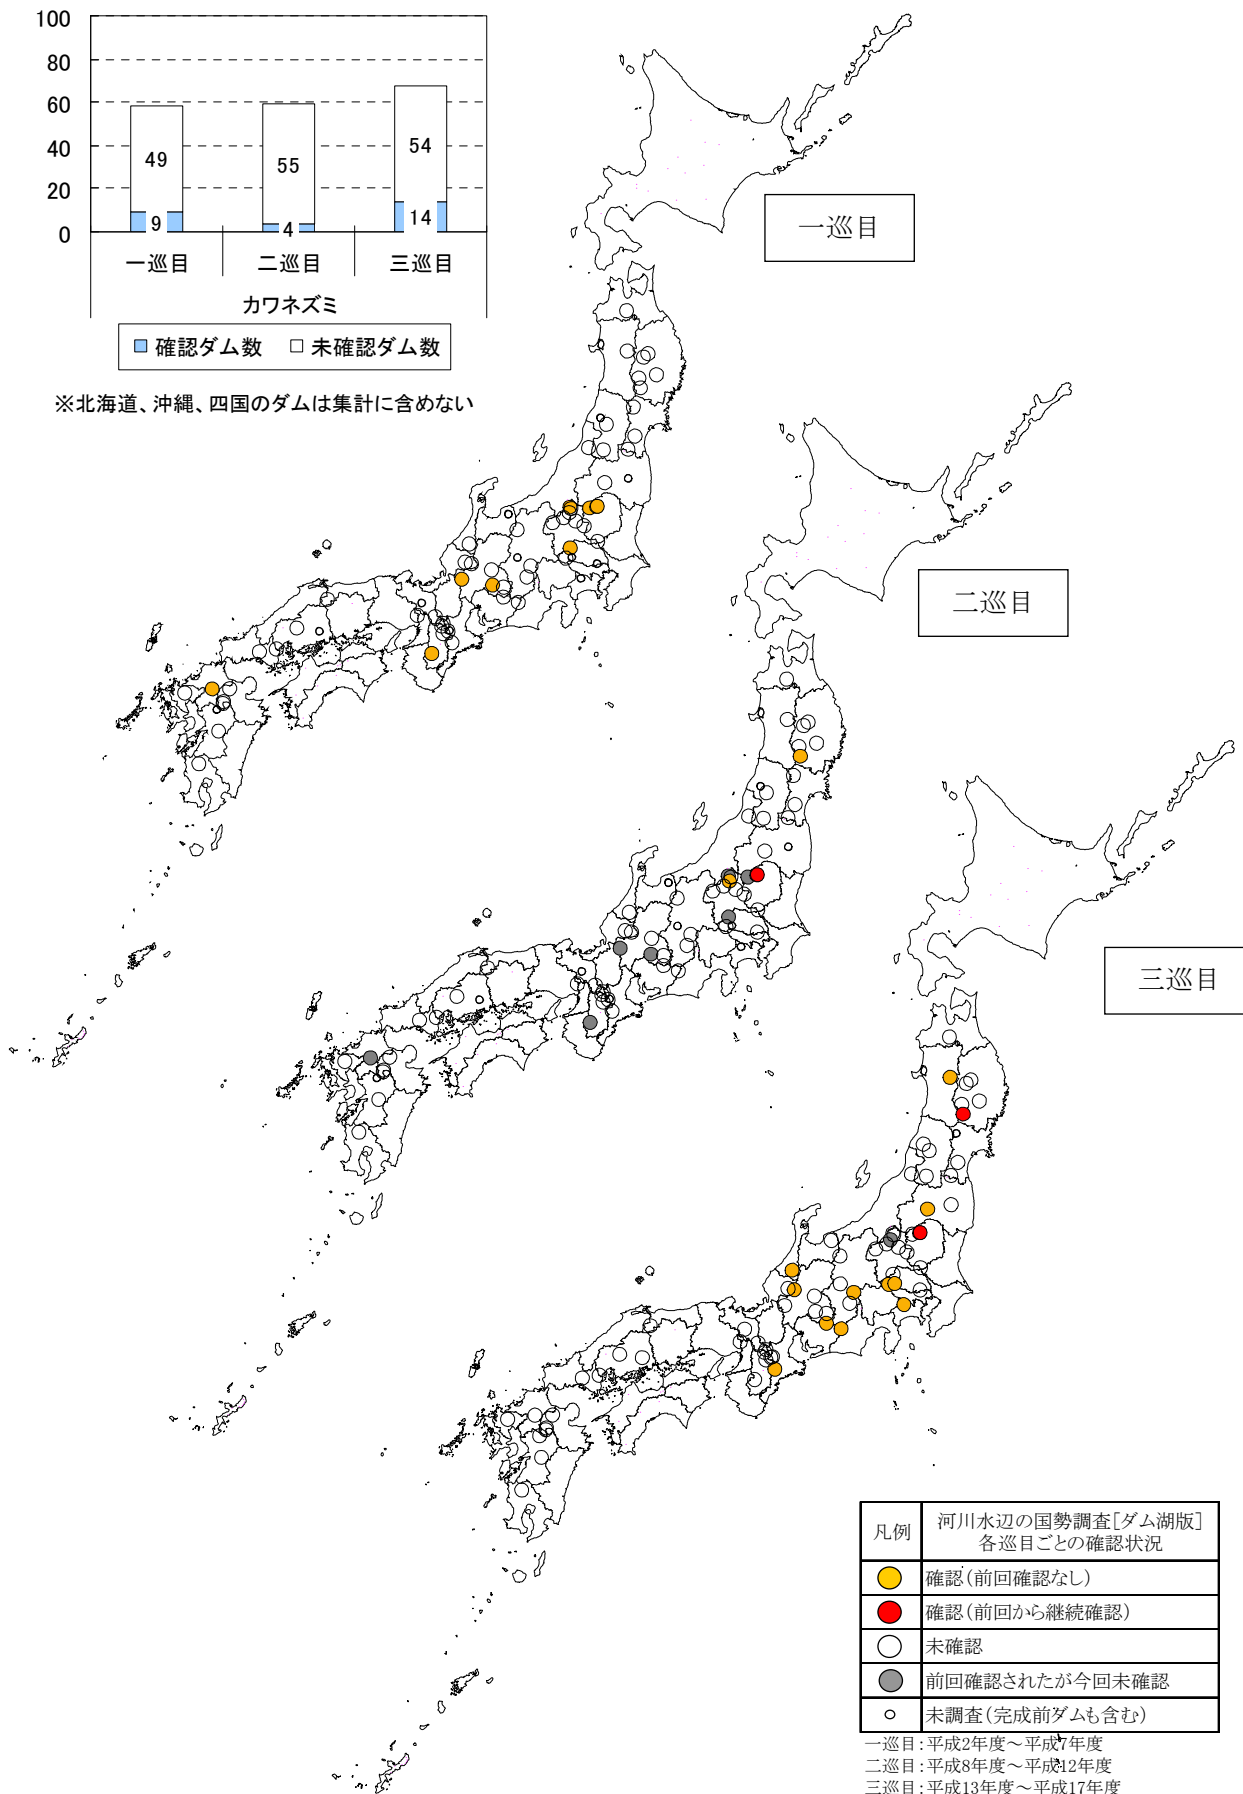 100
80
60
40
20
0
49
55
54
9
4
14
一巡目
二巡目
三巡目
カワネズミ
確認ダム数
未確認ダム数
※北海道、沖縄、四国のダムは集計に含めない
一巡目
二巡目
三巡目
凡例
河川水辺の国勢調査[ダム湖版]
各巡目ごとの確認状況
確認(前回確認なし)
確認(前回から継続確認)
未確認
前回確認されたが今回未確認
未調査(完成前ダムも含む)
一巡目:平成2年度~平成7年度
二巡目:平成8年度~平成12年度
三巡目:平成13年度~平成17年度